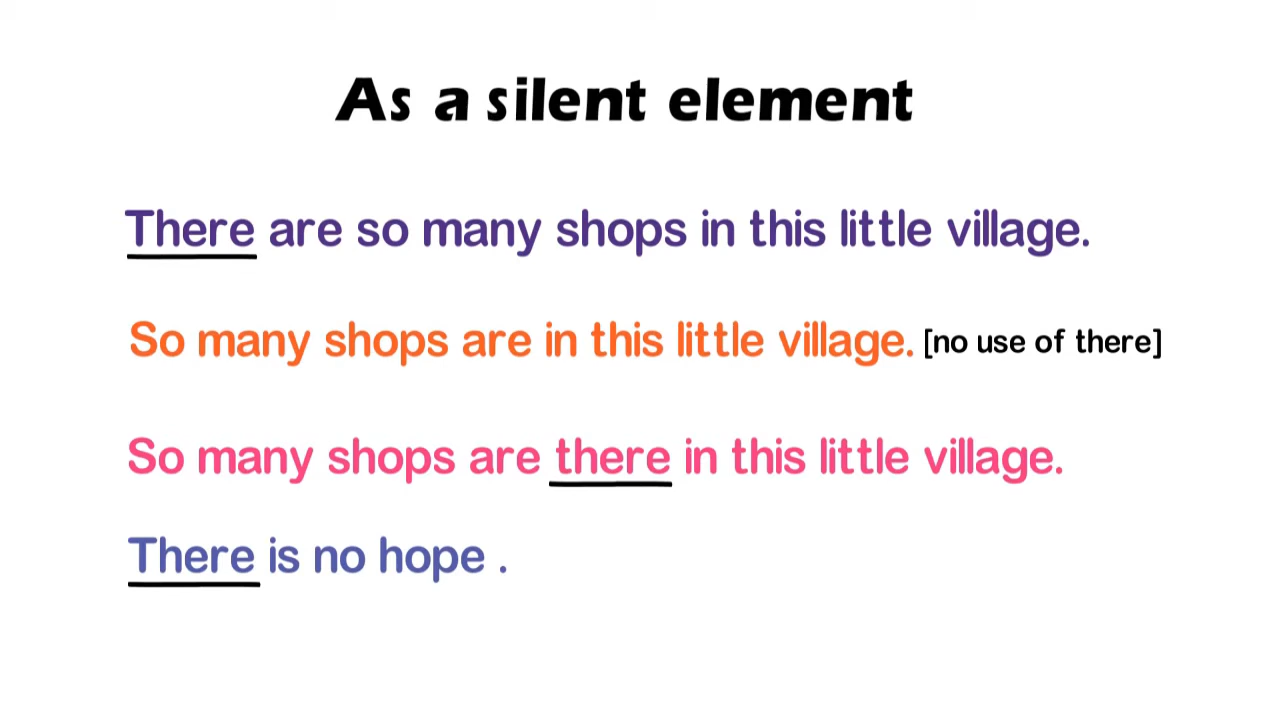 As a silent element
There are so many shops in this little village.
So many shops are in this little village. [no use of there]
So many shops are there in this little village.
There is no hope .